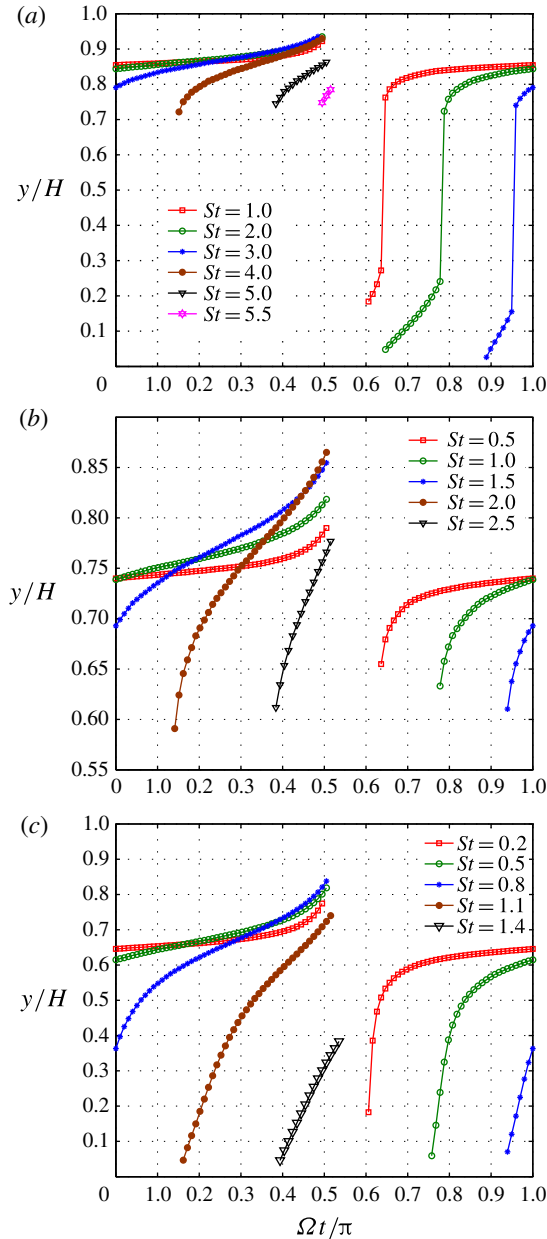 (a)
1.0
0.9
0.8
0.7
0.6
0.5
0.4
0.3
0.2
0.1
y/H
St = 1.0
St = 2.0
St = 3.0
St = 4.0
St = 5.0
St = 5.5
0 0.1 0.2 0.3 0.4 0.5 0.6 0.7 0.8 0.9 1.0
(b)
0.85
0.80
0.75
0.70
0.65
0.60
0.55
y/H
St = 0.5
St = 1.0
St = 1.5
St = 2.0
St = 2.5
0 1.0 0.2 0.3 0.4 0.5 0.6 0.7 0.8 0.9 1.0
(c)
1.0
0.9
0.8
0.7
0.6
0.5
0.4
0.3
0.2
0.1
y/H
St = 0.2
St = 0.5
St = 0.8
St = 1.1
St = 1.4
0 1.0 0.2 0.3 0.4 0.5 0.6 0.7 0.8 0.9 1.0
Ωt/π